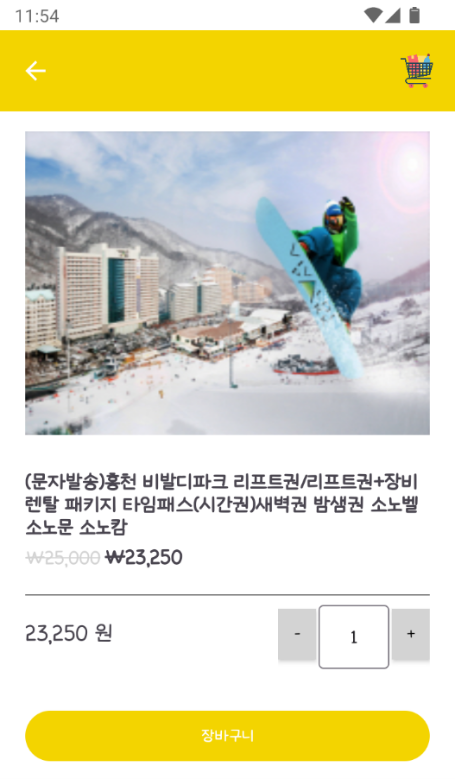 11:54
(문자발송)홍천 비발디파크 리프트권/리프트권+장비
렌탈 패키지 타임패스(시간권)새벽권 밤샘권 소노벨
소노문 소노캄
₩25,000 ₩23,250
23,250 원 - 1 +
장바구니